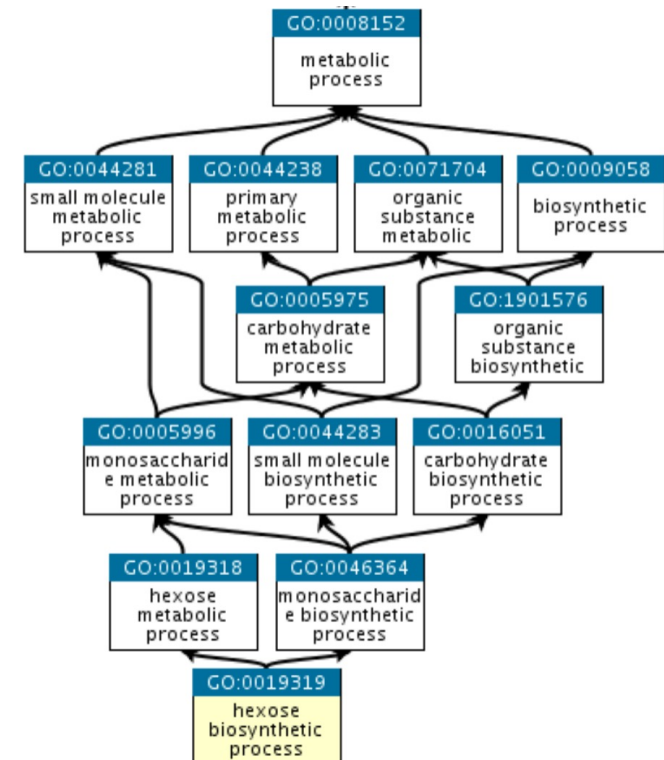 GO:0008152
metabolic
process
GO:0044281
small molecule
metabolic
process
GO:0044238
primary
metabolic
process
GO:0071704
organic
substance
metabolic
GO:0009058
biosynthetic
process
GO:0005975
carbohydrate
metabolic
process
GO:1901576
organic
substance
biosynthetic
GO:0005996
monosaccharid
e metabolic
process
GO:0044283
small molecule
biosynthetic
process
GO:0016051
carbohydrate
biosynthetic
process
GO:0019318
hexose
metabolic
process
GO:0046364
monosaccharid
e biosynthetic
process
GO:0019319
hexose
biosynthetic
process